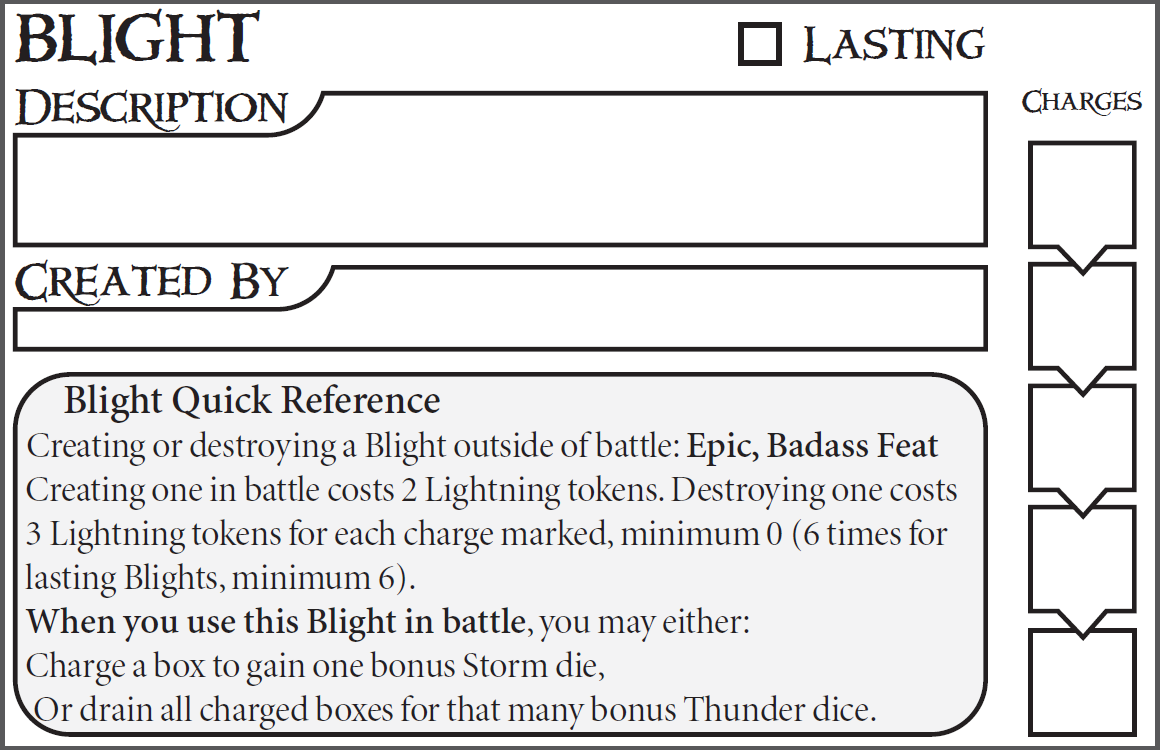 BLIGHT
LASTING
DESCRIPTION
CHARGES
CREATED BY
Blight Quick Reference
Creating or destroying a Blight outside of battle: Epic, Badass Feat
Creating one in battle costs 2 Lightning tokens. Destroying one costs
3 Lightning tokens for each charge marked, minimum 0 (6 times for
lasting Blights, minimum 6).
When you use this Blight in battle, you may either:
Charge a box to gain one bonus Storm die,
Or drain all charged boxes for that many bonus Thunder dice.